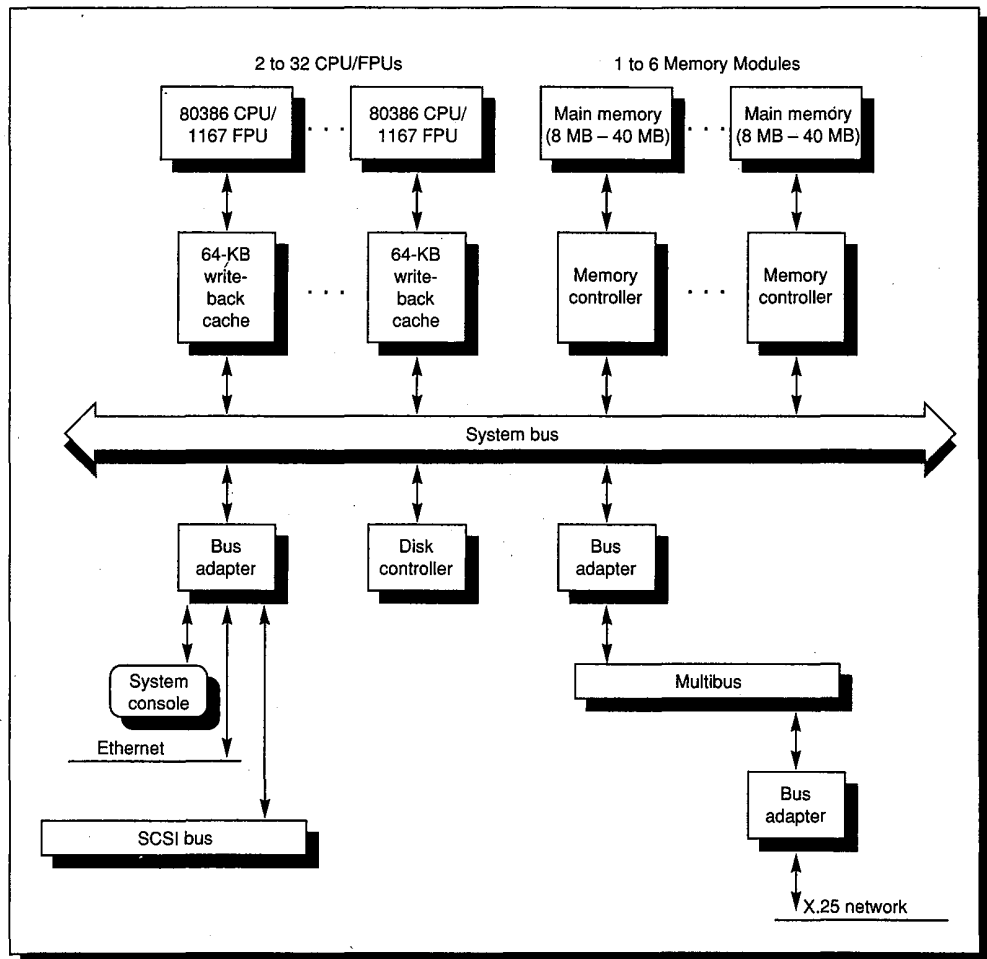 2 to 32 CPU/FPUs
1 to 6 Memory Modules
80386 CPU/
1167 FPU
. . .
80386 CPU/
1167 FPU
Main memory
(8 MB – 40 MB)
. . .
Main memory
(8 MB – 40 MB)
64-KB
write-
back
cache
. . .
64-KB
write-
back
cache
Memory
controller
. . .
Memory
controller
System bus
Bus
adapter
Disk
controller
Bus
adapter
System
console
Multibus
Ethernet
Bus
adapter
SCSI bus
X.25 network